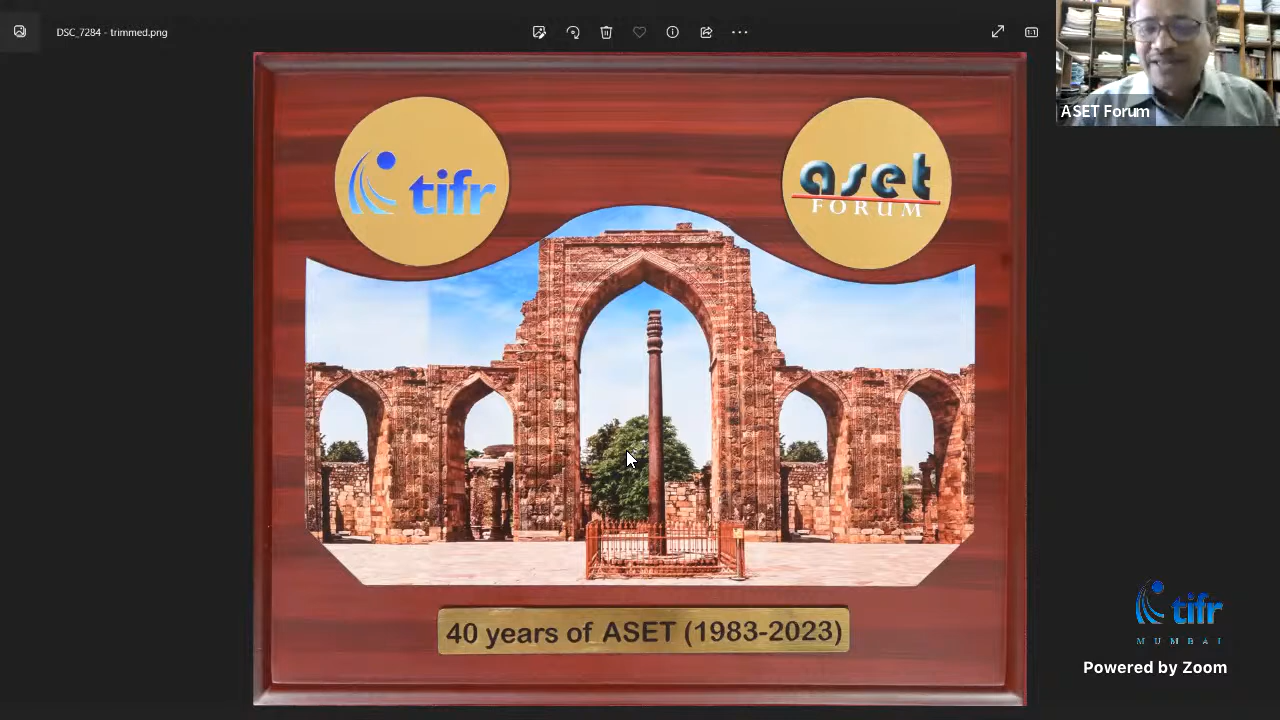 DSC_7284 - trimmed.png
ASET Forum
tifr
aset
FORUM
40 years of ASET (1983-2023)
tifr
MUMBAI
Powered by Zoom